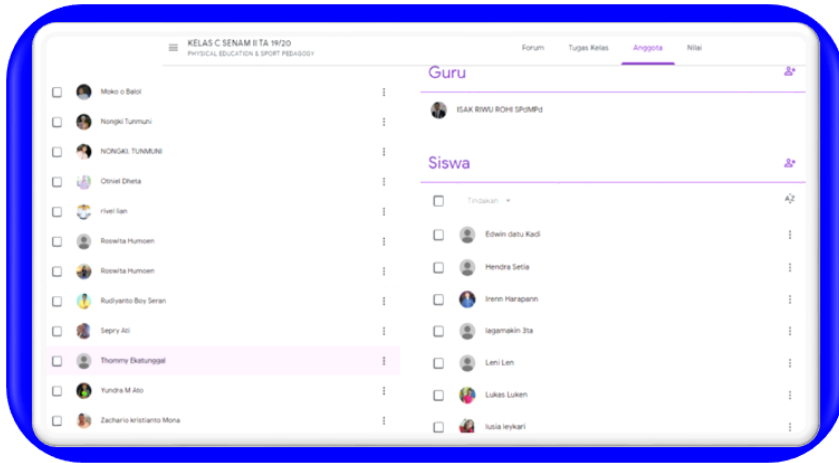 KELAS C SENAM II TA 19/20
PHYSICAL EDUCATION & SPORT PEDAGOGY
Forum
Tugas Kelas
Anggota
Nilai
Moko o Balol
Nongki Tunmuni
NONGKI. TUNMUNI
Otniel Dheta
rivel lian
Roswita Humoen
Roswita Humoen
Rudiyanto Boy Seran
Sepry Ati
Thommy Ekatunggal
Yundra M Ato
Zachario kristianto Mona
Guru
ISAK RIWU ROHI SPdMPd
Siswa
Tindakan
AZ
Edwin datu Kadi
Hendra Setia
Irenn Harapann
lagamakin 3ta
Leni Len
Lukas Luken
lusia leykari